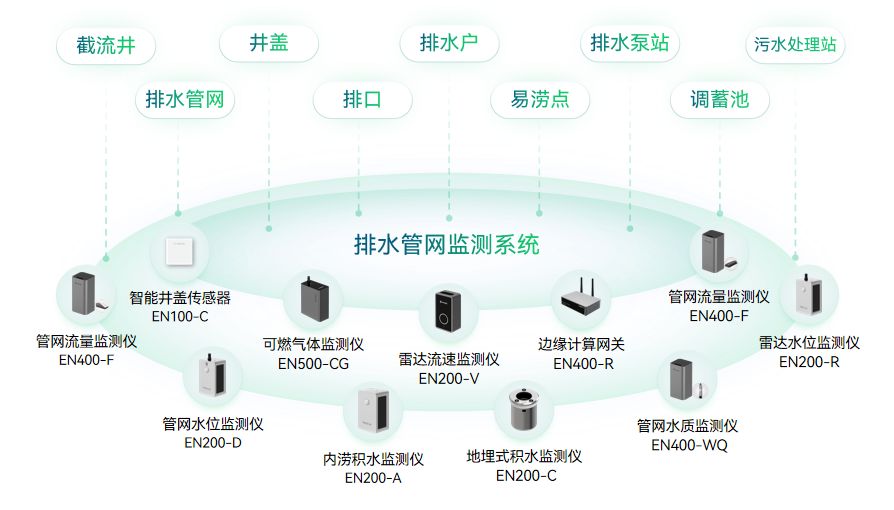 截流井
井盖
排水户
排水泵站
污水处理站
排水管网
排口
易涝点
调蓄池
排水管网监测系统
管网流量监测仪
EN400-F
智能井盖传感器
EN100-C
可燃气体监测仪
EN500-CG
雷达流速监测仪
EN200-V
边缘计算网关
EN400-R
管网流量监测仪
EN400-F
雷达水位监测仪
EN200-R
管网水位监测仪
EN200-D
内涝积水监测仪
EN200-A
地埋式积水监测仪
EN200-C
管网水质监测仪
EN400-WQ